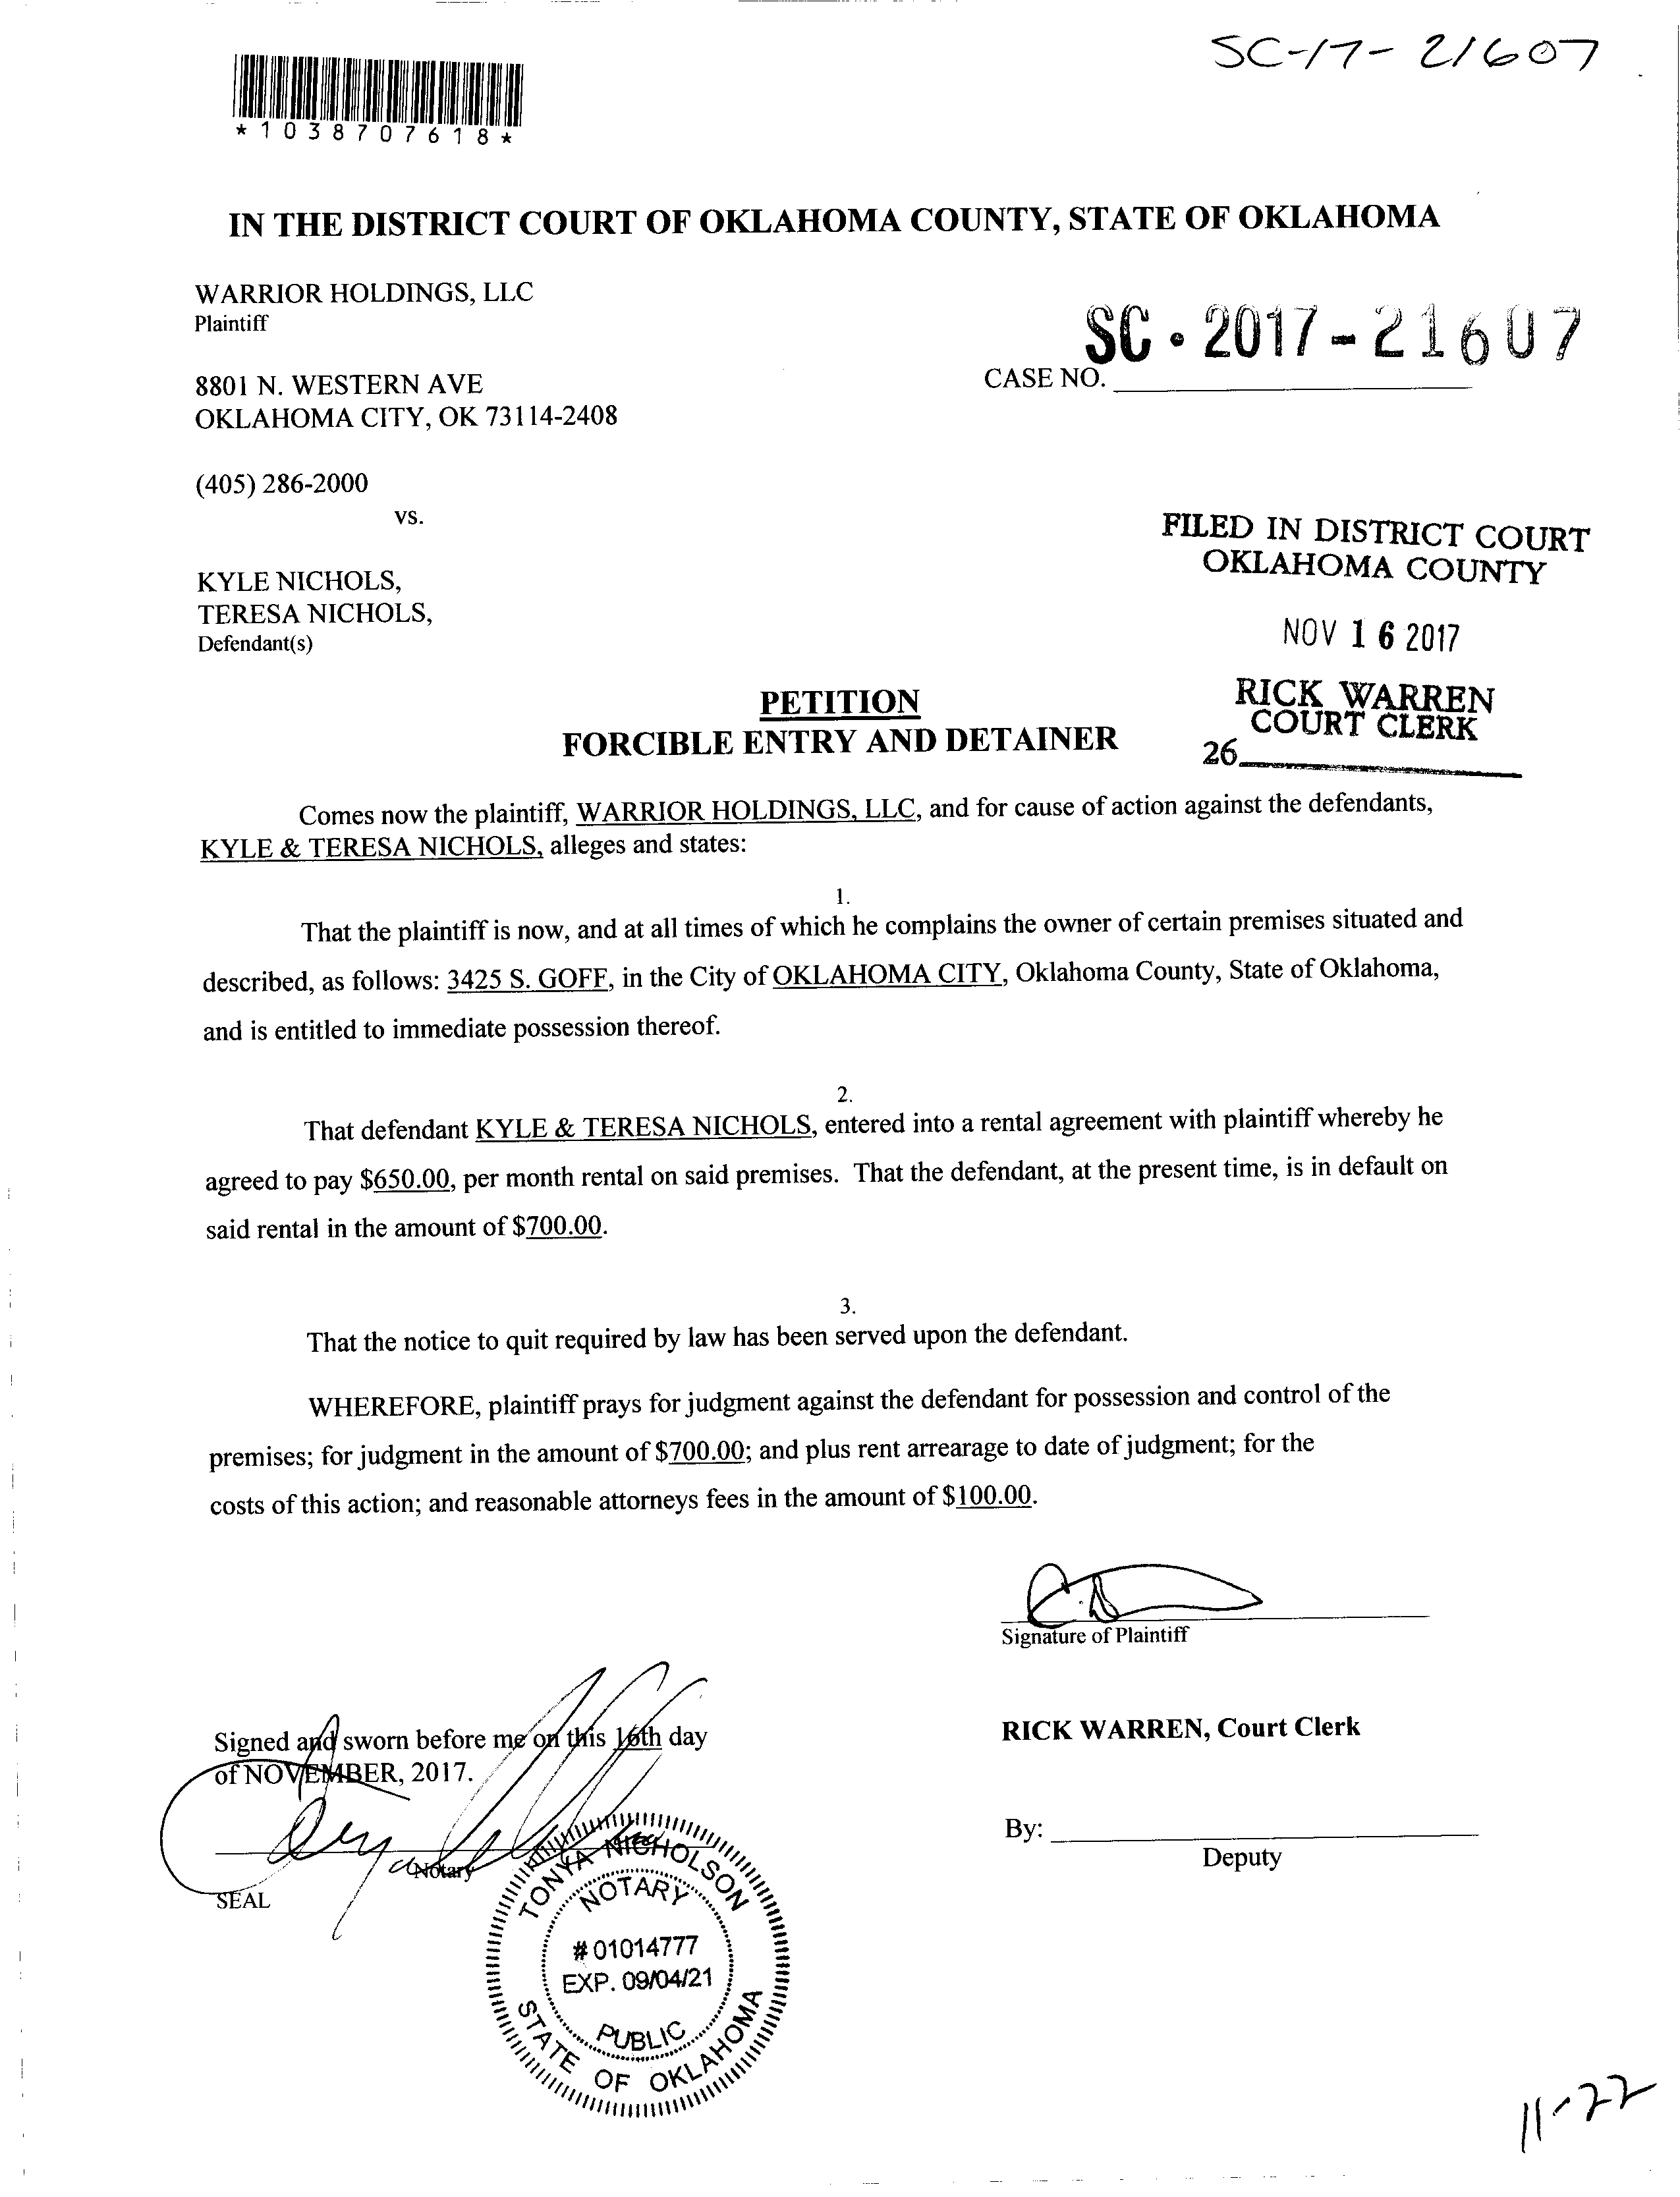 SC-17-21607
*1038707618*
IN THE DISTRICT COURT OF OKLAHOMA COUNTY, STATE OF OKLAHOMA
WARRIOR HOLDINGS, LLC
Plaintiff
SC-2017-21607
8801 N. WESTERN AVE
CASE NO.
OKLAHOMA CITY, OK 73114-2408
(405) 286-2000
vs.
FILED IN DISTRICT COURT
OKLAHOMA COUNTY
KYLE NICHOLS,
TERESA NICHOLS,
Defendant(s)
NOV 16 2017
RICK WARREN
COURT CLERK
26
PETITION
FORCIBLE ENTRY AND DETAINER
Comes now the plaintiff, WARRIOR HOLDINGS, LLC, and for cause of action against the defendants,
KYLE & TERESA NICHOLS, alleges and states:
1.
That the plaintiff is now, and at all times of which he complains the owner of certain premises situated and
described, as follows: 3425 S. GOFF, in the City of OKLAHOMA CITY, Oklahoma County, State of Oklahoma,
and is entitled to immediate possession thereof.
2.
That defendant KYLE & TERESA NICHOLS, entered into a rental agreement with plaintiff whereby he
agreed to pay $650.00, per month rental on said premises. That the defendant, at the present time, is in default on
said rental in the amount of $700.00.
3.
That the notice to quit required by law has been served upon the defendant.
WHEREFORE, plaintiff prays for judgment against the defendant for possession and control of the
premises; for judgment in the amount of $700.00; and plus rent arrearage to date of judgment; for the
costs of this action; and reasonable attorneys fees in the amount of $100.00.
Signature of Plaintiff
Signed and sworn before me on this 16th day
of NOVEMBER, 2017.
RICK WARREN, Court Clerk
By:
Deputy
Notary
SEAL
TONYA NICHOLSON
NOTARY
#01014777
EXP. 09/04/21
PUBLIC
STATE OF OKLAHOMA
11-22